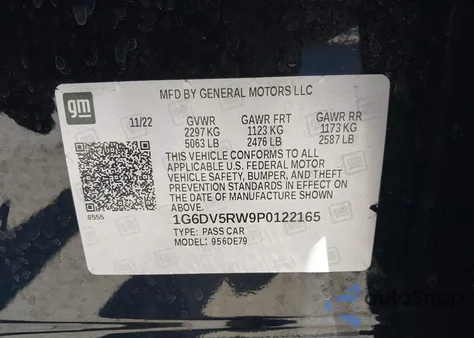 gm
MFD BY GENERAL MOTORS LLC
11/22 GVWR GAWR FRT GAWR RR
2297 KG 1123 KG 1173 KG
5063 LB 2476 LB 2587 LB
THIS VEHICLE CONFORMS TO ALL
APPLICABLE U.S. FEDERAL MOTOR
VEHICLE SAFETY, BUMPER, AND THEFT
PREVENTION STANDARDS IN EFFECT ON
THE DATE OF MANUFACTURE SHOWN
ABOVE.
8555
1G6DV5RW9P0122165
TYPE: PASS CAR
MODEL: 956DE79
autoSnap